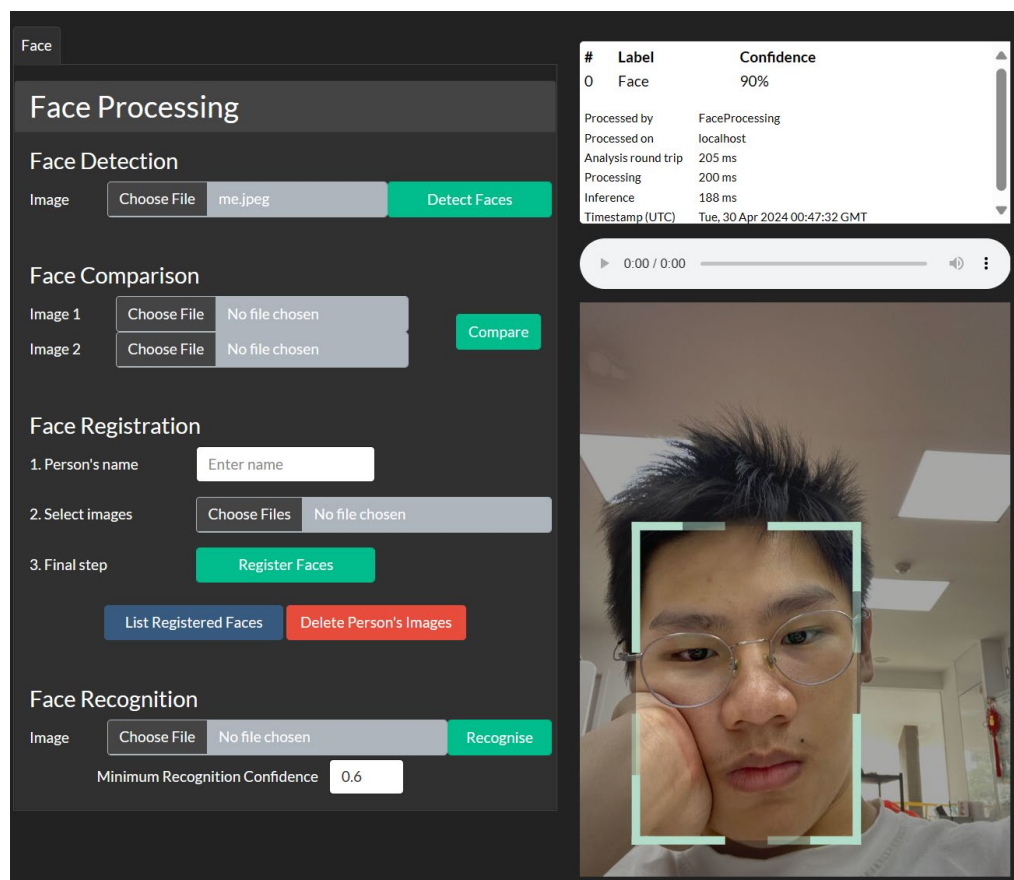 Face
Face Processing
Face Detection
Image Choose File me.jpeg Detect Faces
Face Comparison
Image 1 Choose File No file chosen
Image 2 Choose File No file chosen
Compare
Face Registration
1. Person's name Enter name
2. Select images Choose Files No file chosen
3. Final step Register Faces
List Registered Faces Delete Person's Images
Face Recognition
Image Choose File No file chosen Recognise
Minimum Recognition Confidence 0.6
# Label Confidence
0 Face 90%
Processed by FaceProcessing
Processed on localhost
Analysis round trip 205 ms
Processing 200 ms
Inference 188 ms
Timestamp (UTC) Tue, 30 Apr 2024 00:47:32 GMT
0:00 / 0:00